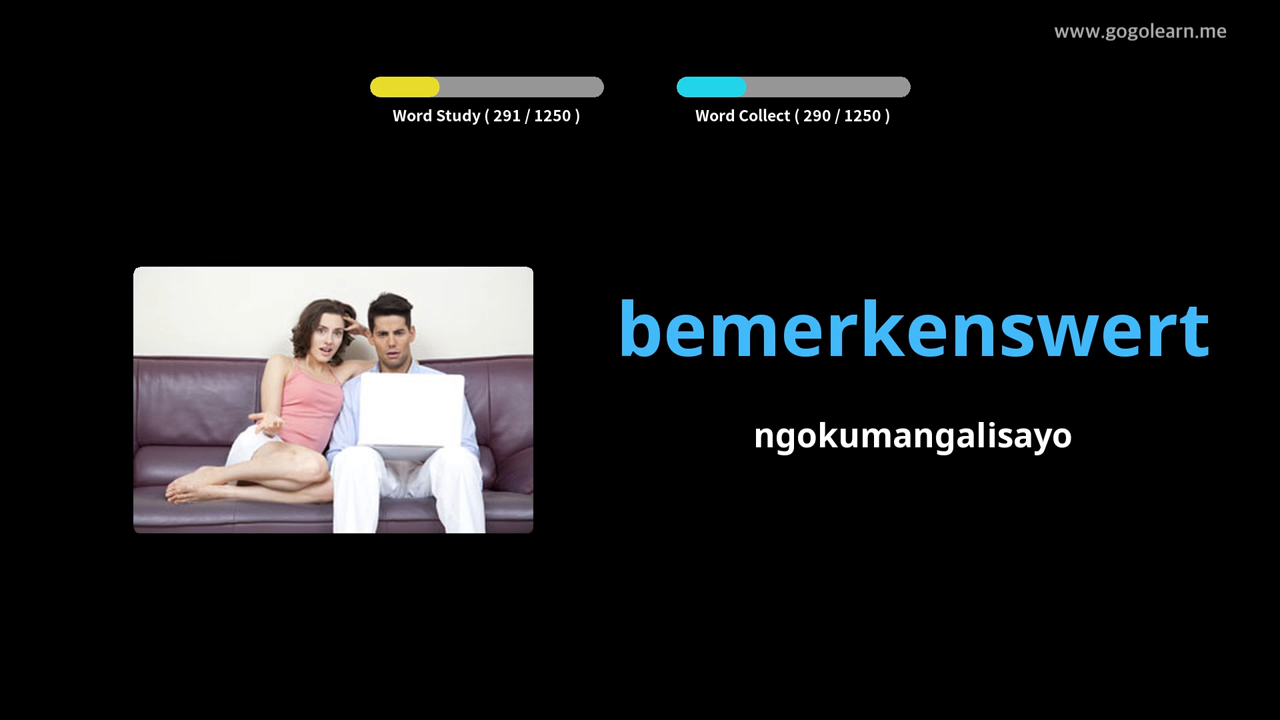 www.gogolearn.me
Word Study ( 291 / 1250 )
Word Collect ( 290 / 1250 )
bemerkenswert
ngokumangalisayo